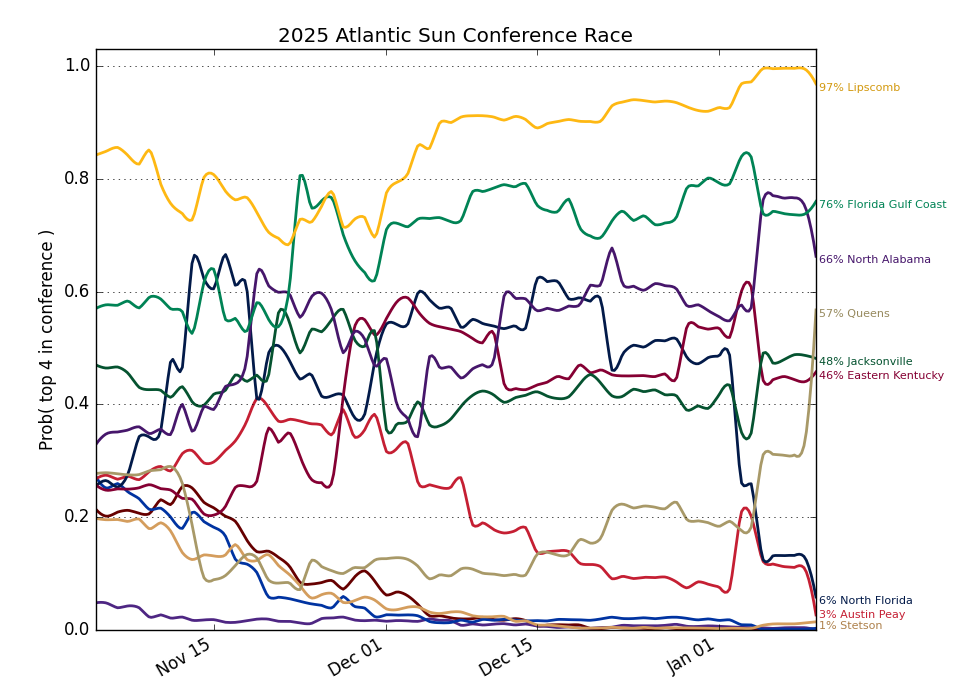 2025 Atlantic Sun Conference Race
Prob( top 4 in conference )
1.0
0.8
0.6
0.4
0.2
0.0
Nov 15
Dec 01
Dec 15
Jan 01
97% Lipscomb
76% Florida Gulf Coast
66% North Alabama
57% Queens
48% Jacksonville
46% Eastern Kentucky
6% North Florida
3% Austin Peay
1% Stetson